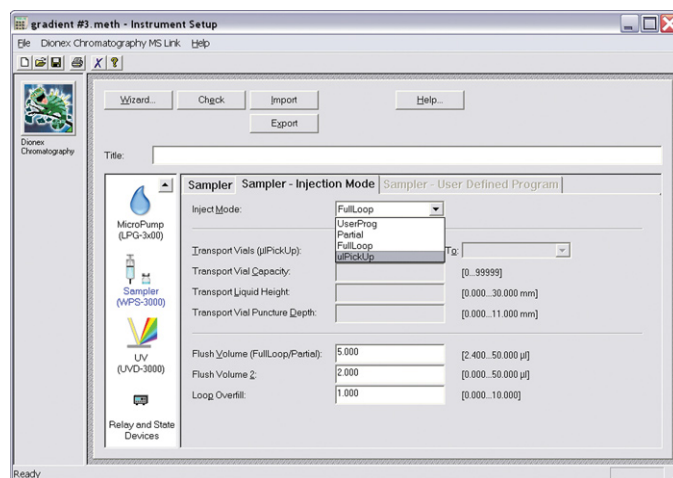 gradient #3.meth - Instrument Setup
File Dionex Chromatography MS Link Help
Dionex
Chromatography
Wizard... Check Import Help...
Export
Title:
Sampler Sampler - Injection Mode Sampler - User Defined Program
MicroPump
(LPG-3x00)
Sampler
(WPS-3000)
UV
(UVD-3000)
Relay and State
Devices
Inject Mode: FullLoop
UserProg
Partial
FullLoop
ulPickUp
Transport Vials (µlPickUp): To:
Transport Vial Capacity: [0...99999]
Transport Liquid Height: [0.000...30.000 mm]
Transport Vial Puncture Depth: [0.000...11.000 mm]
Flush Volume (FullLoop/Partial): 5.000 [2.400...50.000 µl]
Flush Volume 2: 2.000 [0.000...50.000 µl]
Loop Overfill: 1.000 [0.000...10.000]
Ready